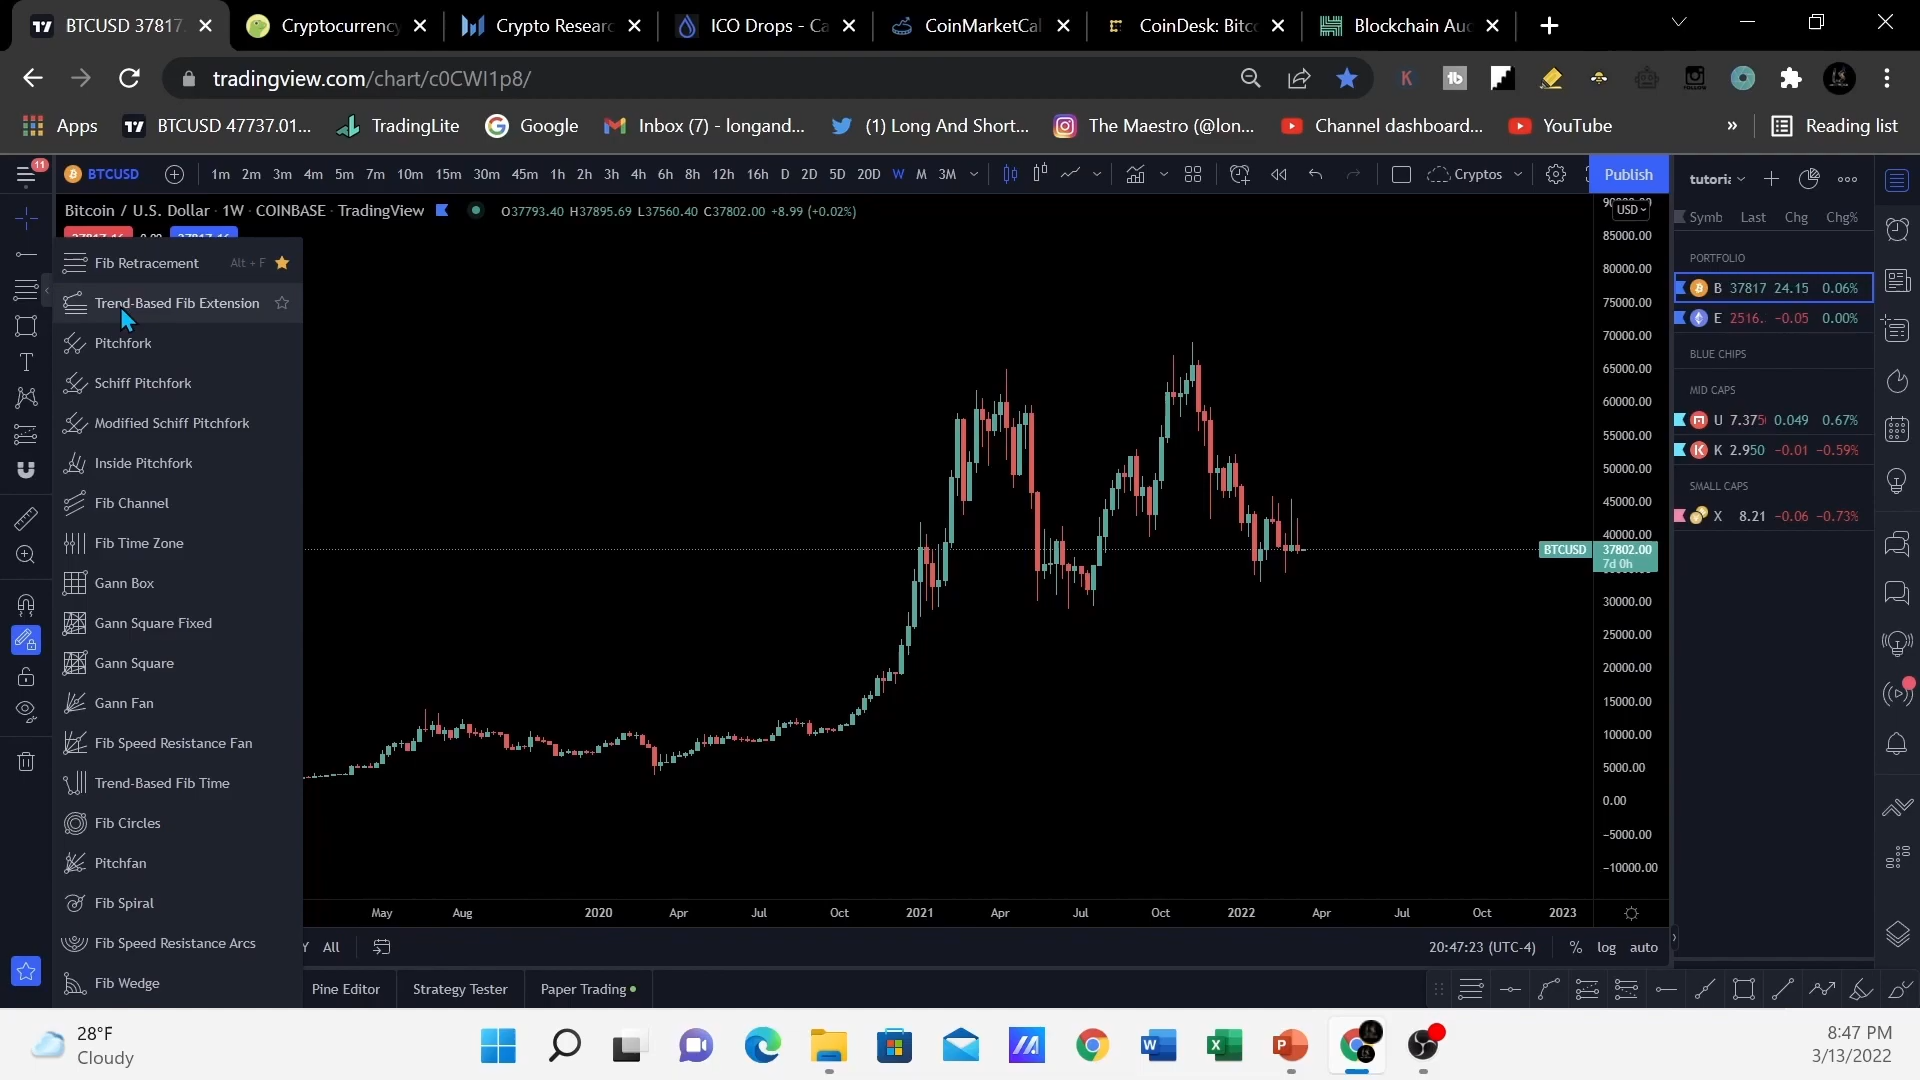 BTCUSD 37817.
Cryptocurrency
Crypto Researc
ICO Drops - Ca
CoinMarketCal
CoinDesk: Bitc
Blockchain Auc
tradingview.com/chart/c0CWI1p8/
Apps
BTCUSD 47737.01...
TradingLite
Google
Inbox (7) - longand...
(1) Long And Short...
The Maestro (@lon...
Channel dashboard...
YouTube
»
Reading list
11
BTCUSD
1m 2m 3m 4m 5m 7m 10m 15m 30m 45m 1h 2h 3h 4h 6h 8h 12h 16h D 2D 5D 20D W M 3M
Cryptos
Publish
tutoria
Bitcoin / U.S. Dollar · 1W · COINBASE · TradingView
O37793.40 H37895.69 L37560.40 C37802.00 +8.99 (+0.02%)
USD
Symb Last Chg Chg%
PORTFOLIO
B 37817 24.15 0.06%
E 2516. -0.05 0.00%
BLUE CHIPS
MID CAPS
U 7.375 0.049 0.67%
K 2.950 -0.01 -0.59%
SMALL CAPS
X 8.21 -0.06 -0.73%
Fib Retracement Alt + F
Trend-Based Fib Extension
Pitchfork
Schiff Pitchfork
Modified Schiff Pitchfork
Inside Pitchfork
Fib Channel
Fib Time Zone
Gann Box
Gann Square Fixed
Gann Square
Gann Fan
Fib Speed Resistance Fan
Trend-Based Fib Time
Fib Circles
Pitchfan
Fib Spiral
Fib Speed Resistance Arcs
Fib Wedge
85000.00
80000.00
75000.00
70000.00
65000.00
60000.00
55000.00
50000.00
45000.00
40000.00
BTCUSD 37802.00
7d 0h
30000.00
25000.00
20000.00
15000.00
10000.00
5000.00
0.00
−5000.00
−10000.00
May Aug 2020 Apr Jul Oct 2021 Apr Jul Oct 2022 Apr Jul Oct 2023
Y All
20:47:23 (UTC-4)
% log auto
Pine Editor
Strategy Tester
Paper Trading
28°F
Cloudy
8:47 PM
3/13/2022